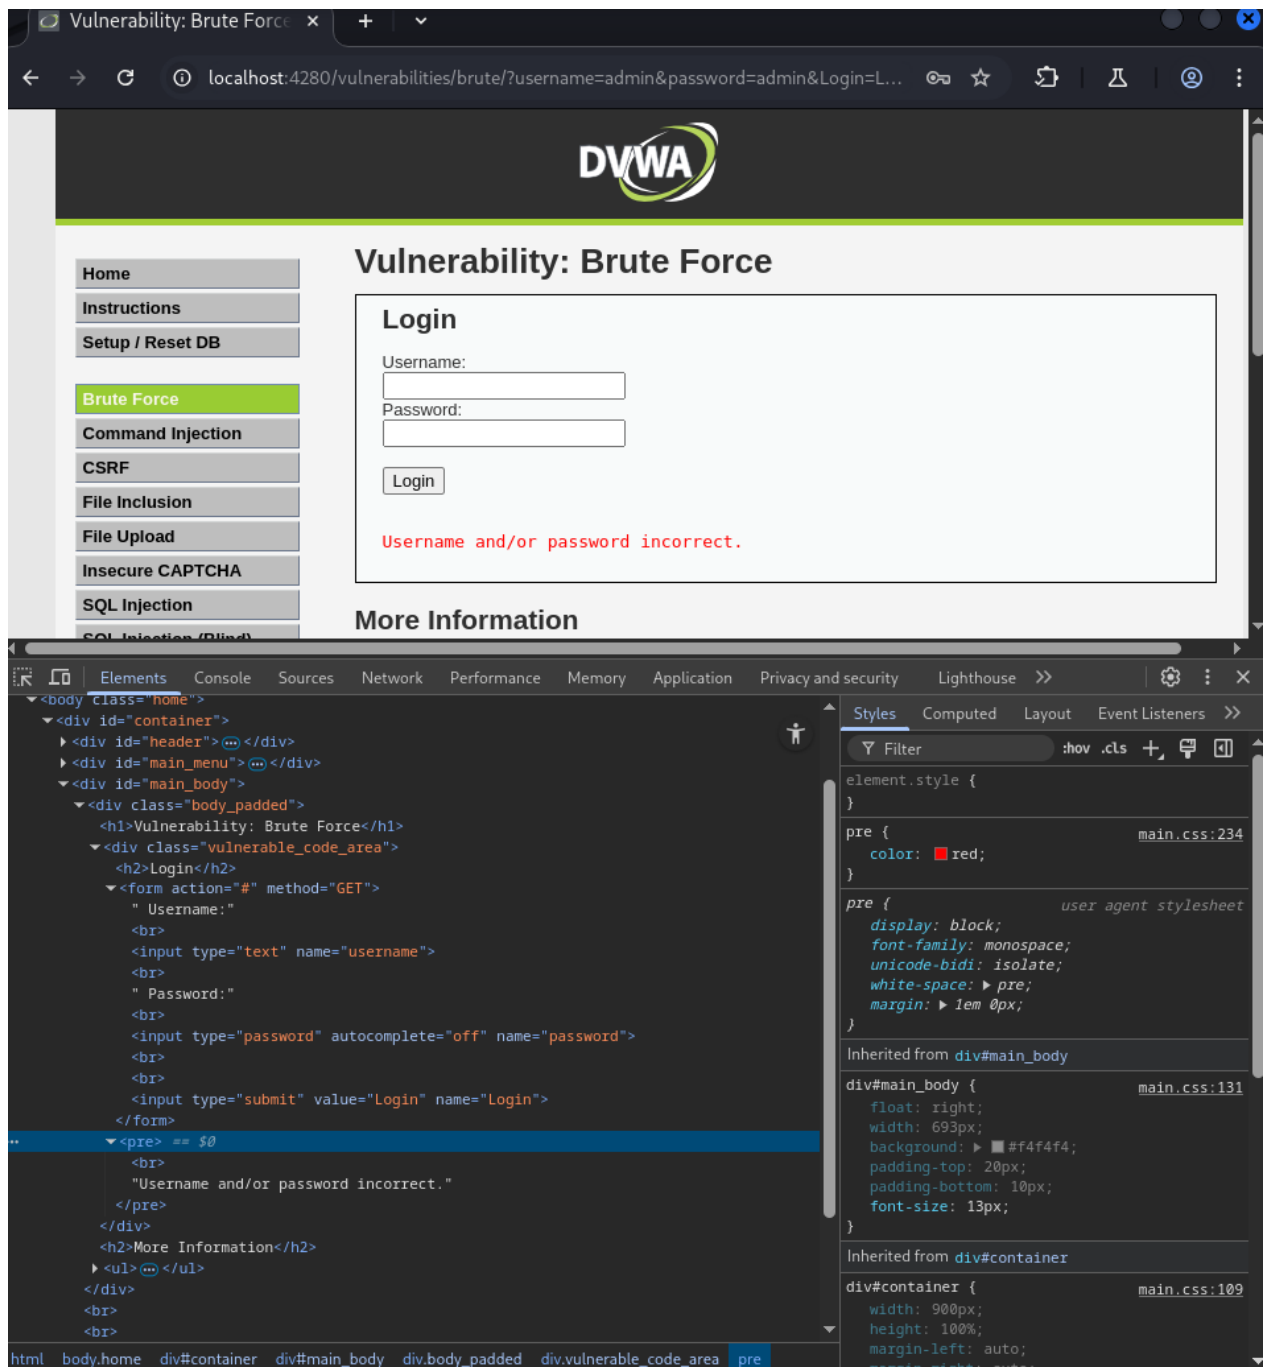 Vulnerability: Brute Force
localhost:4280/vulnerabilities/brute/?username=admin&password=admin&Login=L...
DVWA
Home
Instructions
Setup / Reset DB
Brute Force
Command Injection
CSRF
File Inclusion
File Upload
Insecure CAPTCHA
SQL Injection
SQL Injection (Blind)
Vulnerability: Brute Force
Login
Username:
Password:
Login
Username and/or password incorrect.
More Information
Elements Console Sources Network Performance Memory Application Privacy and security Lighthouse
<body class="home">
<div id="container">
<div id="header"> ... </div>
<div id="main_menu"> ... </div>
<div id="main_body">
<div class="body_padded">
<h1>Vulnerability: Brute Force</h1>
<div class="vulnerable_code_area">
<h2>Login</h2>
<form action="#" method="GET">
" Username:"
<br>
<input type="text" name="username">
<br>
" Password:"
<br>
<input type="password" autocomplete="off" name="password">
<br>
<br>
<input type="submit" value="Login" name="Login">
</form>
... <pre> == $0
<br>
"Username and/or password incorrect."
</pre>
</div>
<h2>More Information</h2>
<ul> ... </ul>
</div>
<br>
<br>
html body.home div#container div#main_body div.body_padded div.vulnerable_code_area pre
Styles Computed Layout Event Listeners
Filter :hov .cls
element.style {
}
pre { main.css:234
color: red;
}
pre { user agent stylesheet
display: block;
font-family: monospace;
unicode-bidi: isolate;
white-space: pre;
margin: 1em 0px;
}
Inherited from div#main_body
div#main_body { main.css:131
float: right;
width: 693px;
background: #f4f4f4;
padding-top: 20px;
padding-bottom: 10px;
font-size: 13px;
}
Inherited from div#container
div#container { main.css:109
width: 900px;
height: 100%;
margin-left: auto;
margin-right: auto;